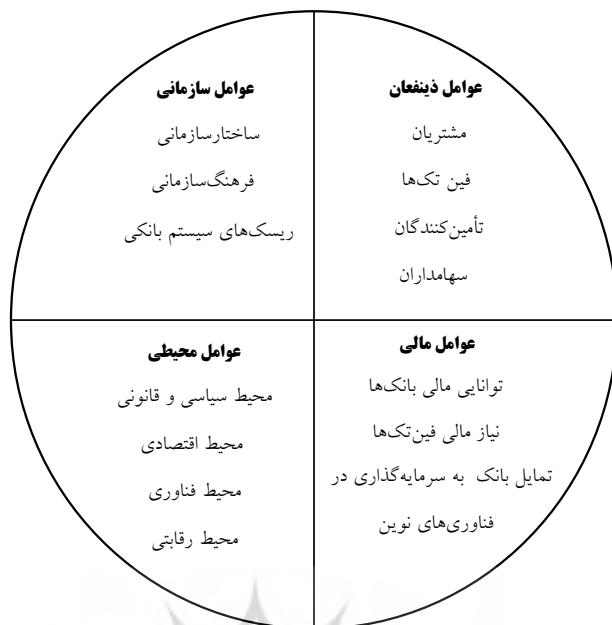 عوامل ذینفعان
مشتریان
فین تک‌ها
تأمین‌کنندگان
سهامداران
عوامل سازمانی
ساختارسازمانی
فرهنگ‌سازمانی
ریسک‌های سیستم بانکی
عوامل مالی
توانایی مالی بانک‌ها
نیاز مالی فین‌تک‌ها
تمایل بانک به سرمایه‌گذاری در
فناوری‌های نوین
عوامل محیطی
محیط سیاسی و قانونی
محیط اقتصادی
محیط فناوری
محیط رقابتی